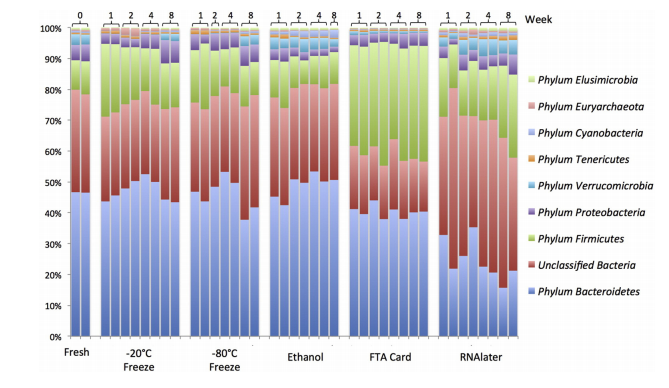 0 1 2 4 8 1 2 4 8 1 2 4 8 1 2 4 8 1 2 4 8 Week
100%
90%
80%
70%
60%
50%
40%
30%
20%
10%
0%
Phylum Elusimicrobia
Phylum Euryarchaeota
Phylum Cyanobacteria
Phylum Tenericutes
Phylum Verrucomicrobia
Phylum Proteobacteria
Phylum Firmicutes
Unclassified Bacteria
Phylum Bacteroidetes
Fresh -20°C Freeze -80°C Freeze Ethanol FTA Card RNAlater